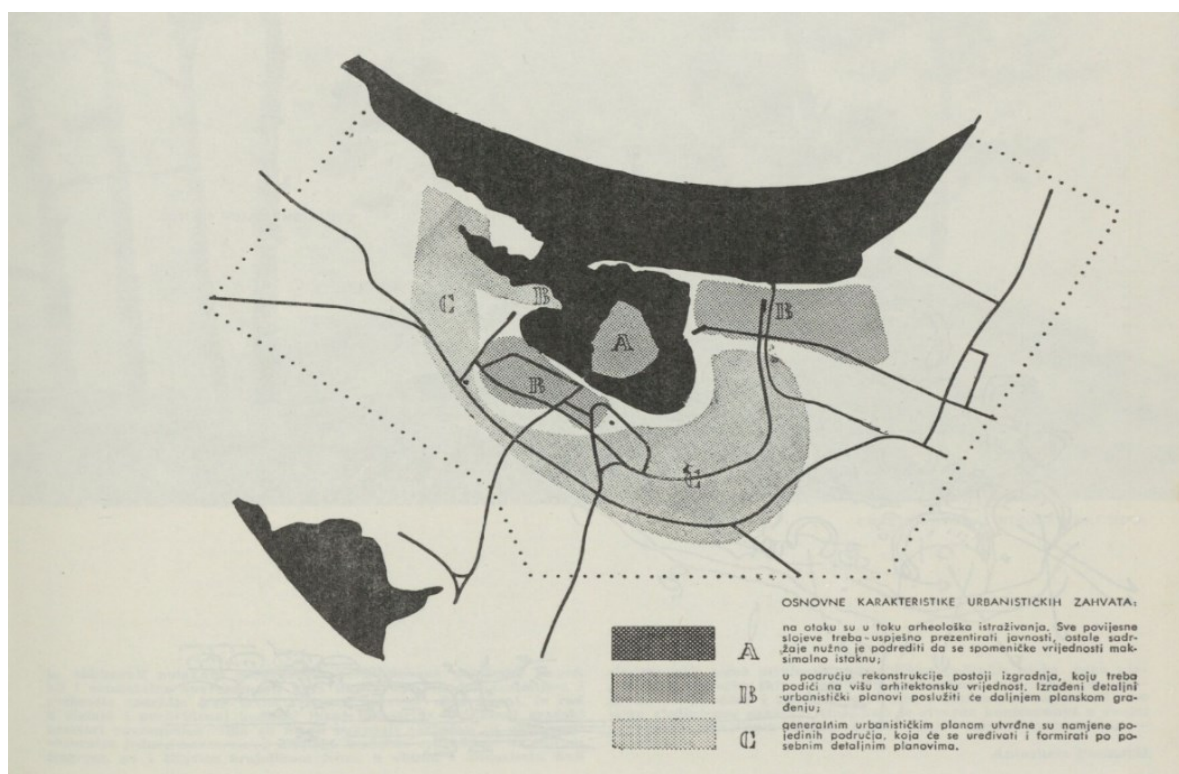 C
B
B
A
B
C
OSNOVNE KARAKTERISTIKE URBANISTIČKIH ZAHVATA:
A
na otoku su u toku arheološka istraživanja. Sve povijesne
slojeve treba uspješno prezentirati javnosti, ostale sadr-
žaje nužno je podrediti da se spomeničke vrijednosti mak-
simalno istaknu;
B
u području rekonstrukcije postoji izgradnja, koju treba
podići na višu arhitektonsku vrijednost. Izrađeni detaljni
urbanistički planovi poslužiti će daljnjem planskom gra-
đenju;
C
generalnim urbanističkim planom utvrđne su namjene po-
jedinih područja, koja će se uređivati i formirati po po-
sebnim detaljnim planovima.